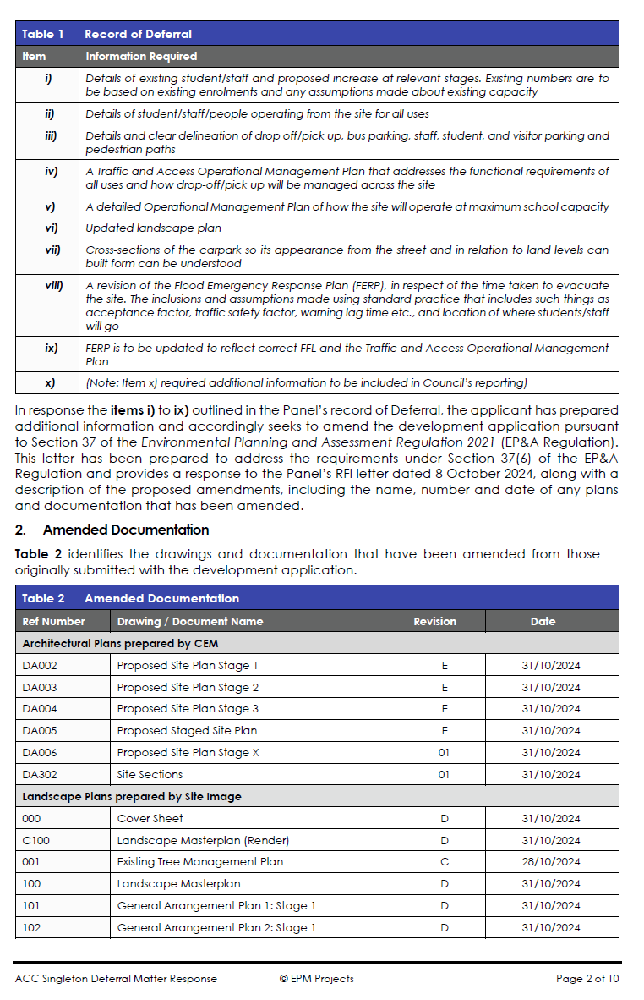 Table 1 Record of Deferral
Item Information Required
i) Details of existing student/staff and proposed increase at relevant stages. Existing numbers are to
be based on existing enrolments and any assumptions made about existing capacity
ii) Details of student/staff/people operating from the site for all uses
iii) Details and clear delineation of drop off/pick up, bus parking, staff, student, and visitor parking and
pedestrian paths
iv) A Traffic and Access Operational Management Plan that addresses the functional requirements of
all uses and how drop-off/pick up will be managed across the site
v) A detailed Operational Management Plan of how the site will operate at maximum school capacity
vi) Updated landscape plan
vii) Cross-sections of the carpark so its appearance from the street and in relation to land levels can
built form can be understood
viii) A revision of the Flood Emergency Response Plan (FERP), in respect of the time taken to evacuate
the site. The inclusions and assumptions made using standard practice that includes such things as
acceptance factor, traffic safety factor, warning lag time etc., and location of where students/staff
will go
ix) FERP is to be updated to reflect correct FFL and the Traffic and Access Operational Management
Plan
x) (Note: Item x) required additional information to be included in Council's reporting)
In response the items i) to ix) outlined in the Panel's record of Deferral, the applicant has prepared
additional information and accordingly seeks to amend the development application pursuant
to Section 37 of the Environmental Planning and Assessment Regulation 2021 (EP&A Regulation).
This letter has been prepared to address the requirements under Section 37(6) of the EP&A
Regulation and provides a response to the Panel's RFI letter dated 8 October 2024, along with a
description of the proposed amendments, including the name, number and date of any plans
and documentation that has been amended.
2. Amended Documentation
Table 2 identifies the drawings and documentation that have been amended from those
originally submitted with the development application.
Table 2 Amended Documentation
Ref Number Drawing / Document Name Revision Date
Architectural Plans prepared by CEM
DA002 Proposed Site Plan Stage 1 E 31/10/2024
DA003 Proposed Site Plan Stage 2 E 31/10/2024
DA004 Proposed Site Plan Stage 3 E 31/10/2024
DA005 Proposed Staged Site Plan E 31/10/2024
DA006 Proposed Site Plan Stage X 01 31/10/2024
DA302 Site Sections 01 31/10/2024
Landscape Plans prepared by Site Image
000 Cover Sheet D 31/10/2024
C100 Landscape Masterplan (Render) D 31/10/2024
001 Existing Tree Management Plan C 28/10/2024
100 Landscape Masterplan D 31/10/2024
101 General Arrangement Plan 1: Stage 1 D 31/10/2024
102 General Arrangement Plan 2: Stage 1 D 31/10/2024
ACC Singleton Deferral Matter Response © EPM Projects Page 2 of 10